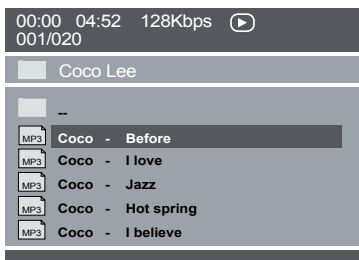 00:00 04:52 128Kbps
001/020
Coco Lee
--
MP3 Coco - Before
MP3 Coco - I love
MP3 Coco - Jazz
MP3 Coco - Hot spring
MP3 Coco - I believe